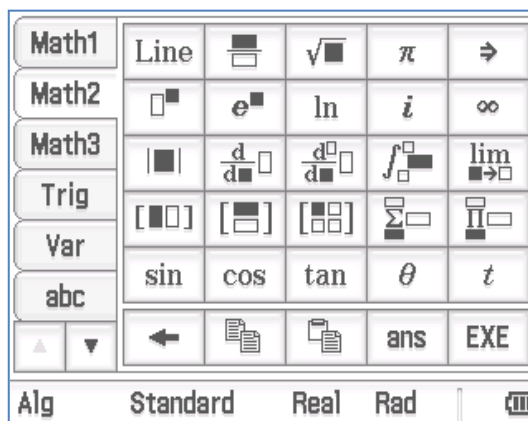 Math1 Line √ π ⇒
Math2 e ln i ∞
Math3 | | d/d d/d ∫ lim →
Trig [ ] [ ] [ ] Σ Π
Var sin cos tan θ t
abc
▲ ▼ ← ans EXE
Alg Standard Real Rad